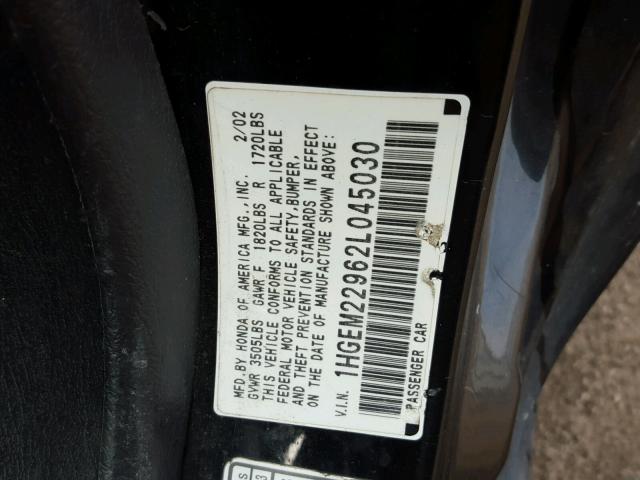 MFD.BY HONDA OF AMERICA MFG.,INC. 2/02
GVWR 3505LBS GAWR F 1820LBS R 1720LBS
THIS VEHICLE CONFORMS TO ALL APPLICABLE
FEDERAL MOTOR VEHICLE SAFETY,BUMPER,
AND THEFT PREVENTION STANDARDS IN EFFECT
ON THE DATE OF MANUFACTURE SHOWN ABOVE:
V.I.N. 1HGEM22962L045030
PASSENGER CAR